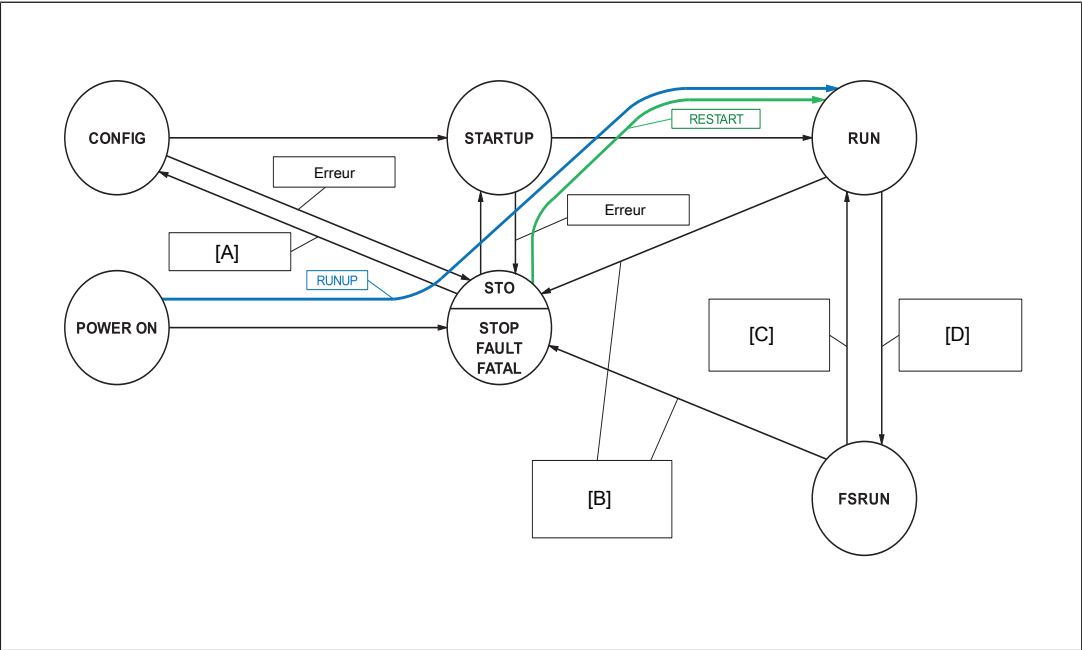 CONFIG
STARTUP
RUN
RESTART
Erreur
Erreur
[A]
RUNUP
STO
POWER ON
STOP
FAULT
FATAL
[C]
[D]
[B]
FSRUN